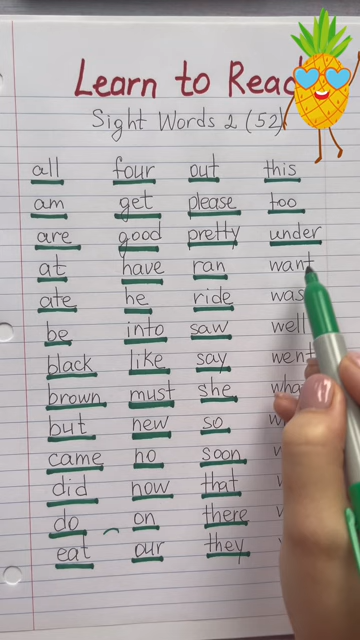 Learn to Read
Sight Words 2 (52)
all four out this
am get please too
are good pretty under
at have ran want
ate he ride was
be into saw well
black like say went
brown must she
but new so
came no soon
did now that
do on there
eat our they